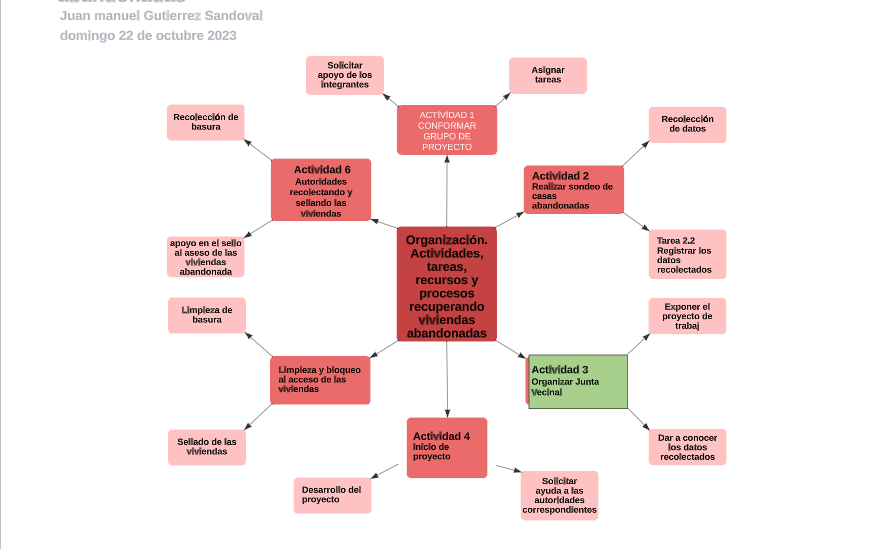 abandonadas
Juan manuel Gutierrez Sandoval
domingo 22 de octubre 2023
Solicitar
apoyo de los
integrantes
Asignar
tareas
ACTÍVIDAD 1
CONFORMAR
GRUPO DE
PROYECTO
Recolección de
basura
Recolección
de datos
Actividad 6
Autoridades
recolectando y
sellando las
viviendas
Actividad 2
Realizar sondeo de
casas
abandonadas
apoyo en el sello
al aseso de las
viviendas
abandonada
Organización.
Actividades,
tareas,
recursos y
procesos
recuperando
viviendas
abandonadas
Tarea 2.2
Registrar los
datos
recolectados
Limpieza de
basura
Exponer el
proyecto de
trabaj
Limpieza y bloqueo
al acceso de las
viviendas
Actividad 3
Organizar Junta
Vecinal
Sellado de las
viviendas
Actividad 4
Inicio de
proyecto
Dar a conocer
los datos
recolectados
Desarrollo del
proyecto
Solicitar
ayuda a las
autoridades
correspondientes